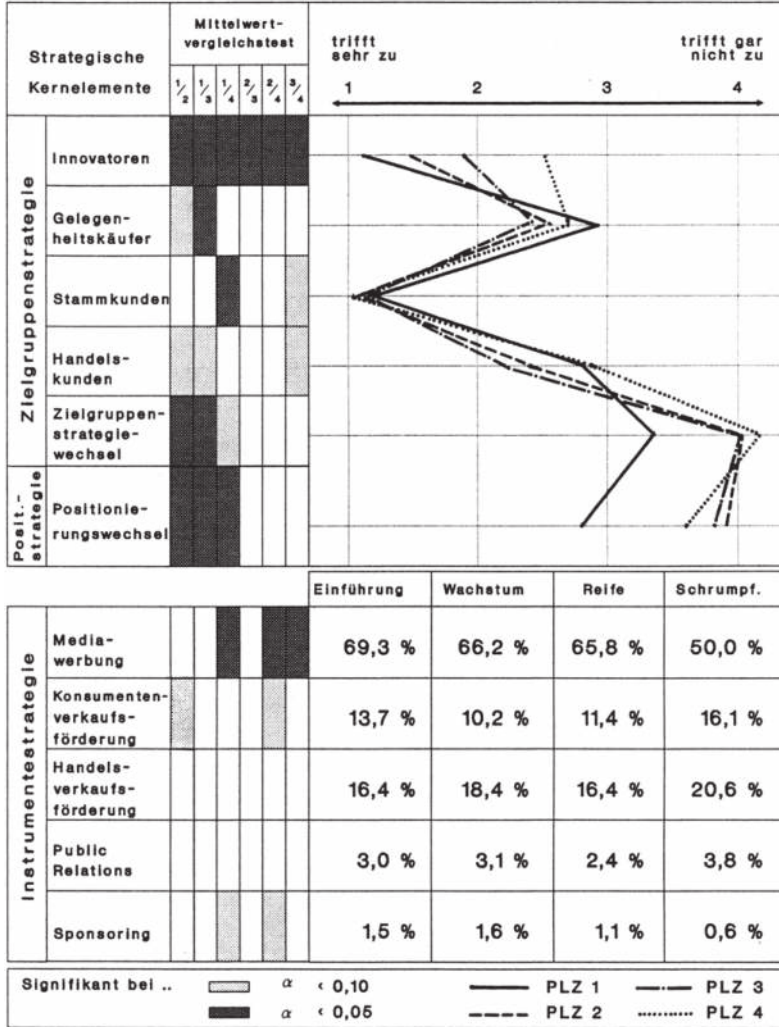 Strategische
Kernelemente
Mittelwert-
vergleichstest
1/2 1/3 1/4 2/3 2/4 3/4
trifft
sehr zu
trifft gar
nicht zu
1 2 3 4
Zielgruppenstrategie
Innovatoren
Gelegen-
heitskäufer
Stammkunden
Handels-
kunden
Zielgruppen-
strategie-
wechsel
Posit.-
strategie
Positionie-
rungswechsel
Einführung Wachstum Reife Schrumpf.
Instrumentestrategie
Media-
werbung
69,3 % 66,2 % 65,8 % 50,0 %
Konsumenten-
verkaufs-
förderung
13,7 % 10,2 % 11,4 % 16,1 %
Handels-
verkaufs-
förderung
16,4 % 18,4 % 16,4 % 20,6 %
Public
Relations
3,0 % 3,1 % 2,4 % 3,8 %
Sponsoring
1,5 % 1,6 % 1,1 % 0,6 %
Signifikant bei .. α < 0,10 PLZ 1 PLZ 3
α < 0,05 PLZ 2 PLZ 4